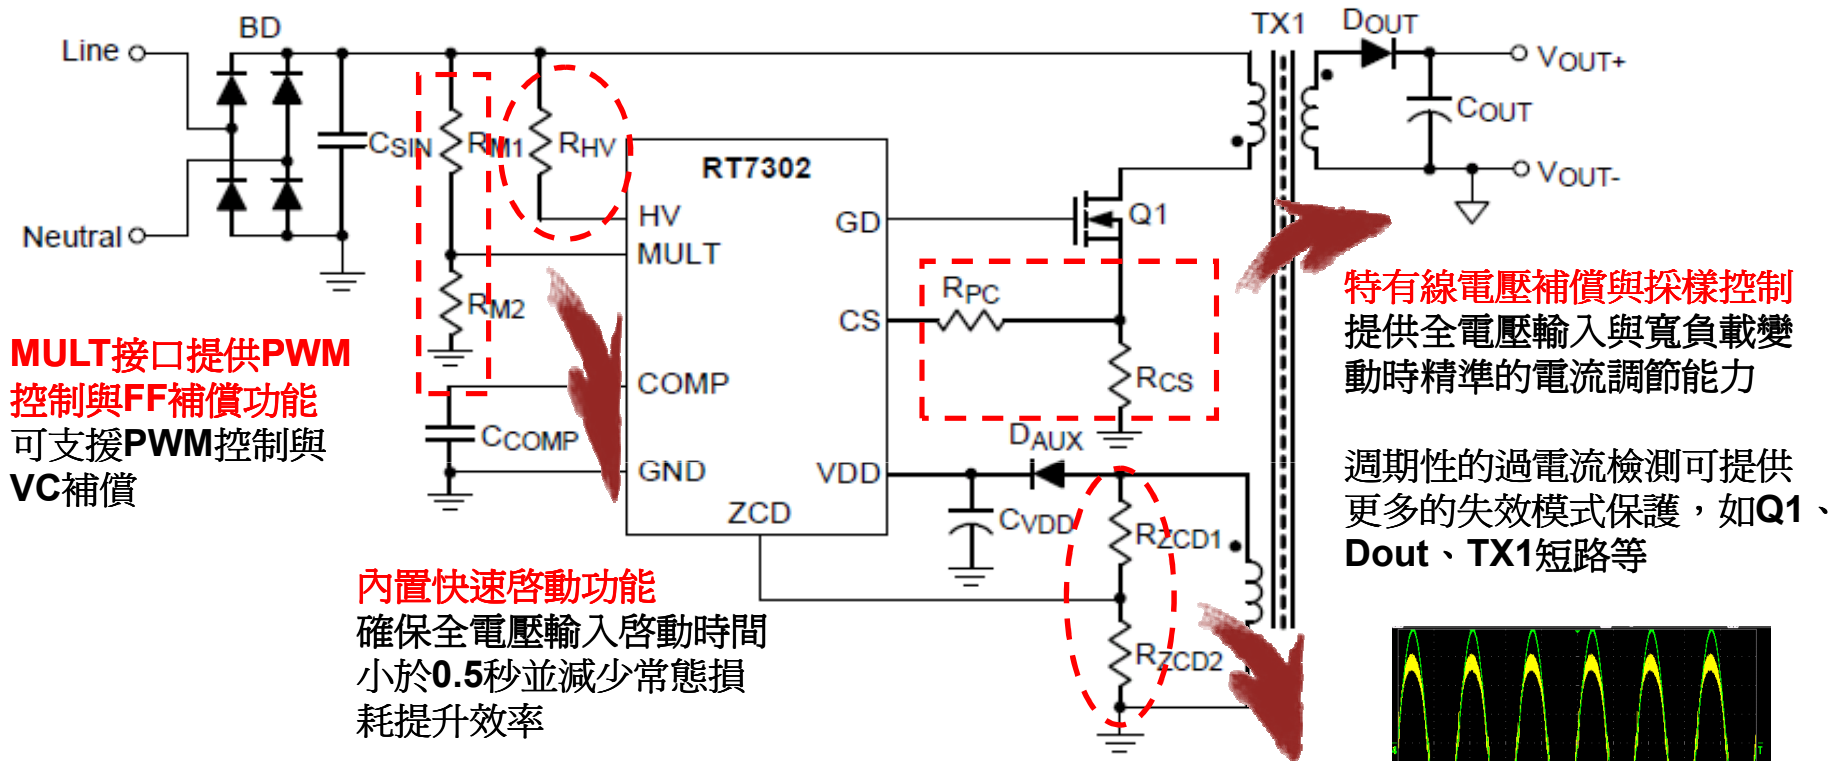 BD
TX1
DOUT
Line
VOUT+
COUT
CSIN
RM1
RHV
RT7302
HV
GD
Q1
VOUT-
Neutral
MULT
RM2
RPC
CS
RCS
特有線電壓補償與採樣控制
提供全電壓輸入與寬負載變
動時精準的電流調節能力
MULT接口提供PWM
控制與FF補償功能
可支援PWM控制與
VC補償
COMP
CCOMP
GND
DAUX
VDD
ZCD
CVDD
RZCD1
RZCD2
週期性的過電流檢測可提供
更多的失效模式保護,如Q1、
Dout、TX1短路等
內置快速啓動功能
確保全電壓輸入啓動時間
小於0.5秒並減少常態損
耗提升效率